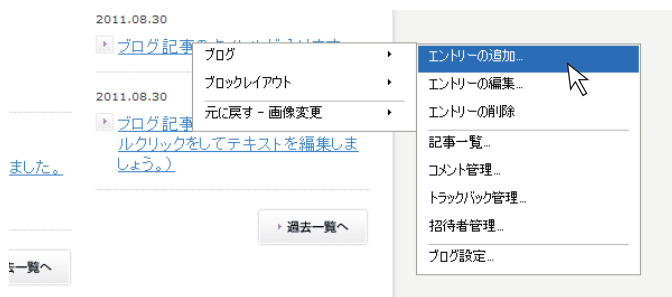 2011.08.30
ブログ記事
2011.08.30
ブログ記事
ルクリックをしてテキストを編集しま
しょう。）
ました。
過去一覧へ
一覧へ
ブログ
ブロックレイアウト
元に戻す - 画像変更
エントリーの追加...
エントリーの編集...
エントリーの削除
記事一覧...
コメント管理...
トラックバック管理...
招待者管理...
ブログ設定...